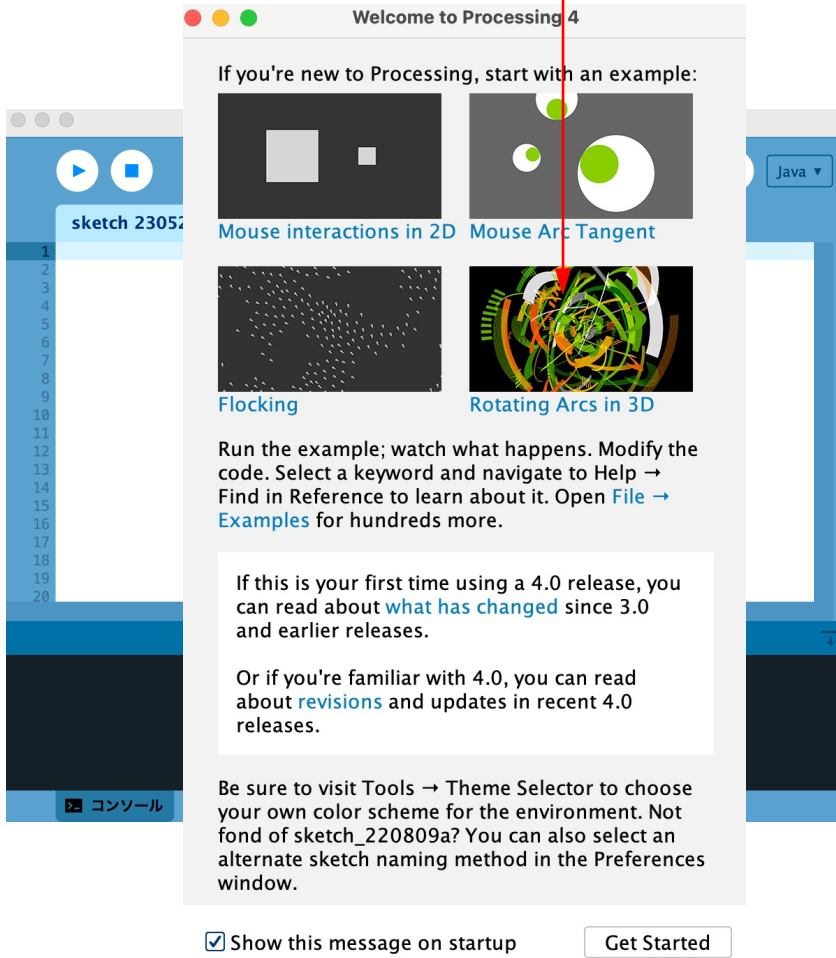 Welcome to Processing 4
If you're new to Processing, start with an example:
Java ▼
sketch 23052
Mouse interactions in 2D
Mouse Arc Tangent
1
2
3
4
5
6
7
8
9
10
11
12
13
14
15
16
17
18
19
20
Flocking
Rotating Arcs in 3D
Run the example; watch what happens. Modify the
code. Select a keyword and navigate to Help →
Find in Reference to learn about it. Open File →
Examples for hundreds more.
If this is your first time using a 4.0 release, you
can read about what has changed since 3.0
and earlier releases.
Or if you're familiar with 4.0, you can read
about revisions and updates in recent 4.0
releases.
コンソール
Be sure to visit Tools → Theme Selector to choose
your own color scheme for the environment. Not
fond of sketch_220809a? You can also select an
alternate sketch naming method in the Preferences
window.
Show this message on startup
Get Started